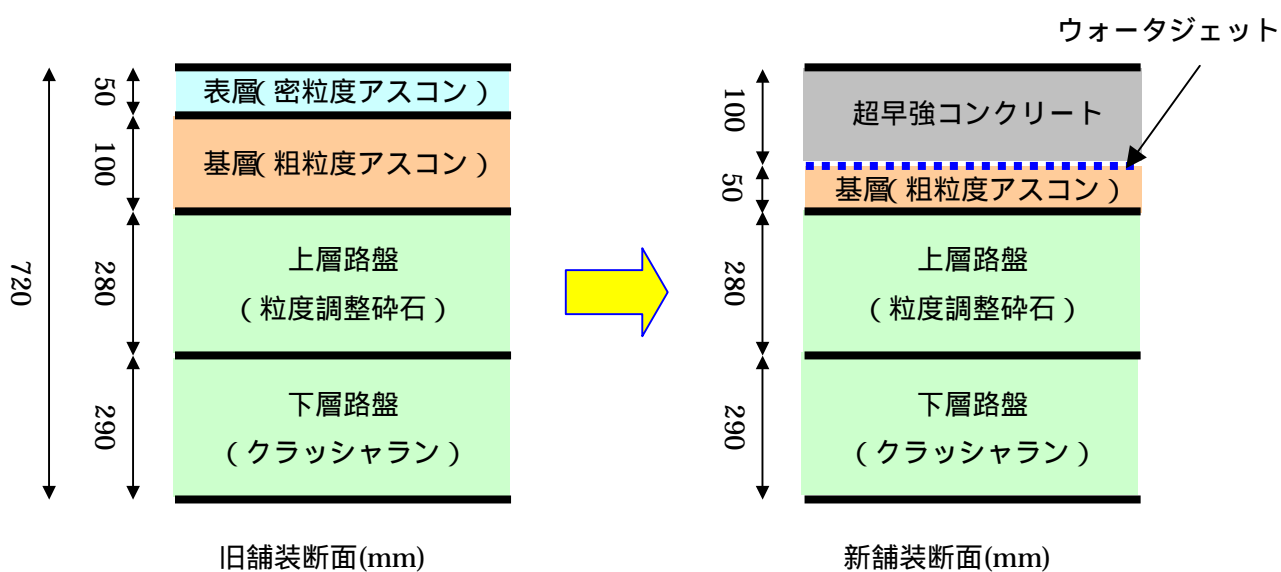 ウォータジェット
720
50
表層(密粒度アスコン)
100
基層(粗粒度アスコン)
280
上層路盤
(粒度調整砕石)
290
下層路盤
(クラッシャラン)
旧舗装断面(mm)
100
超早強コンクリート
50
基層(粗粒度アスコン)
280
上層路盤
(粒度調整砕石)
290
下層路盤
(クラッシャラン)
新舗装断面(mm)